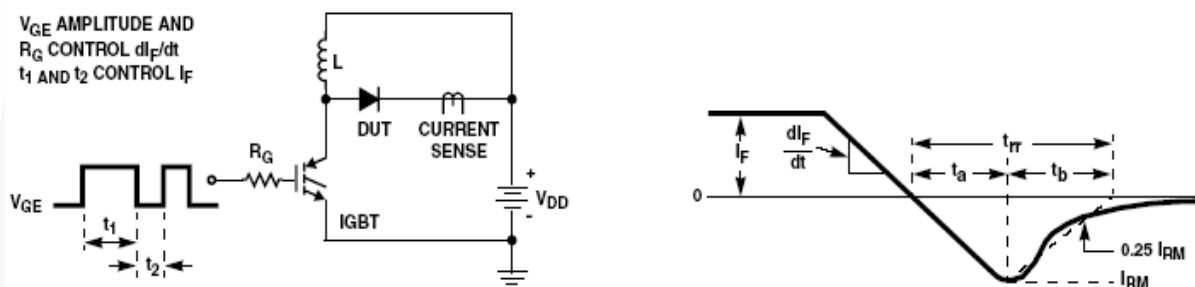 VGE AMPLITUDE AND
RG CONTROL dIF/dt
t1 AND t2 CONTROL IF
L
DUT
CURRENT
SENSE
RG
VGE
IGBT
+
VDD
-
t1
t2
IF
dIF
dt
trr
ta
tb
0
0.25 IRM
IRM